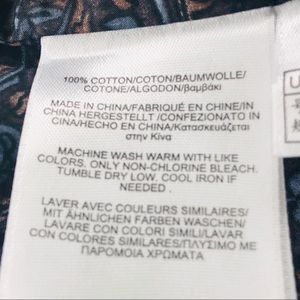 100% COTTON/COTON/BAUMWOLLE/
COTONE/ALGODON/βαμβάκι
MADE IN CHINA/FABRIQUÉ EN CHINE/IN
CHINA HERGESTELLT /CONFEZIONATO IN
CINA/HECHO EN CHINA/Κατασκευάζεται
στην Κίνα
MACHINE WASH WARM WITH LIKE
COLORS. ONLY NON-CHLORINE BLEACH.
TUMBLE DRY LOW. COOL IRON IF
NEEDED .
LAVER AVEC COULEURS SIMILAIRES/
MIT ÄHNLICHEN FARBEN WASCHEN/
LAVARE CON COLORI SIMILI/LAVAR
CON COLORES SIMILARES/ΠΛΥΣΙΜΟ ΜΕ
ΠΑΡΟΜΟΙΑ ΧΡΩΜΑΤΑ